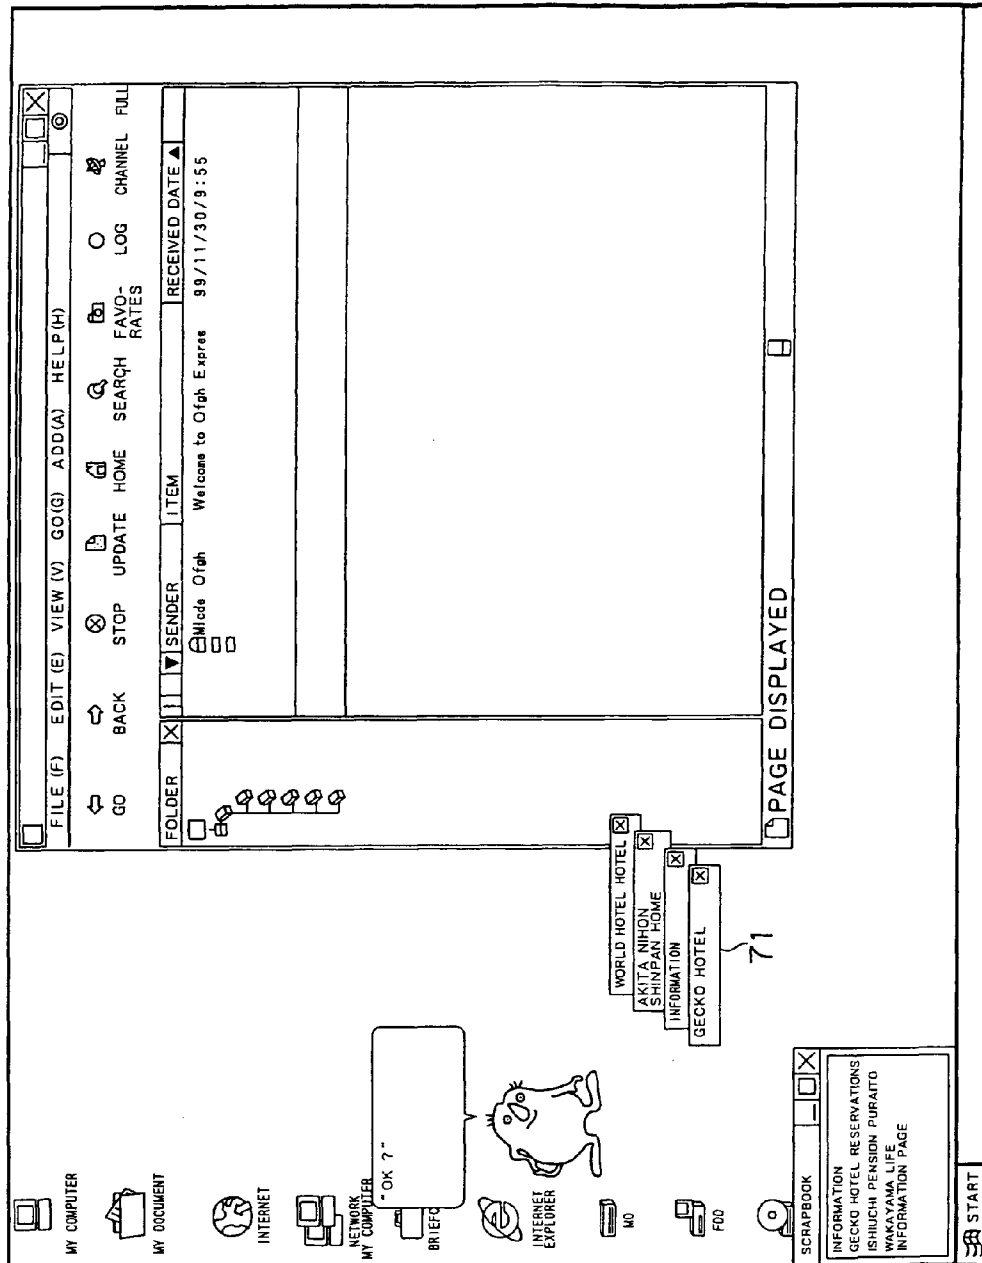 MY COMPUTER
MY DOCUMENT
INTERNET
NETWORK
MY COMPUTER
BRIEFC
INTERNET
EXPLORER
MO
FDD
"OK ?"
FILE (F) EDIT (E) VIEW (V) GO(G) ADD(A) HELP(H)
GO BACK STOP UPDATE HOME SEARCH FAVO-
RATES LOG CHANNEL FULL
FOLDER
SENDER ITEM RECEIVED DATE
Micde Ofgh Welcome to Ofgh Expres 99/11/30/9:55
WORLD HOTEL HOTEL
AKITA NIHON
SHINPAN HOME
INFORMATION
GECKO HOTEL
71
PAGE DISPLAYED
SCRAPBOOK
INFORMATION
GECKO HOTEL RESERVATIONS
ISHIUCHI PENSION PURAITO
WAKAYAMA LIFE
INFORMATION PAGE
START